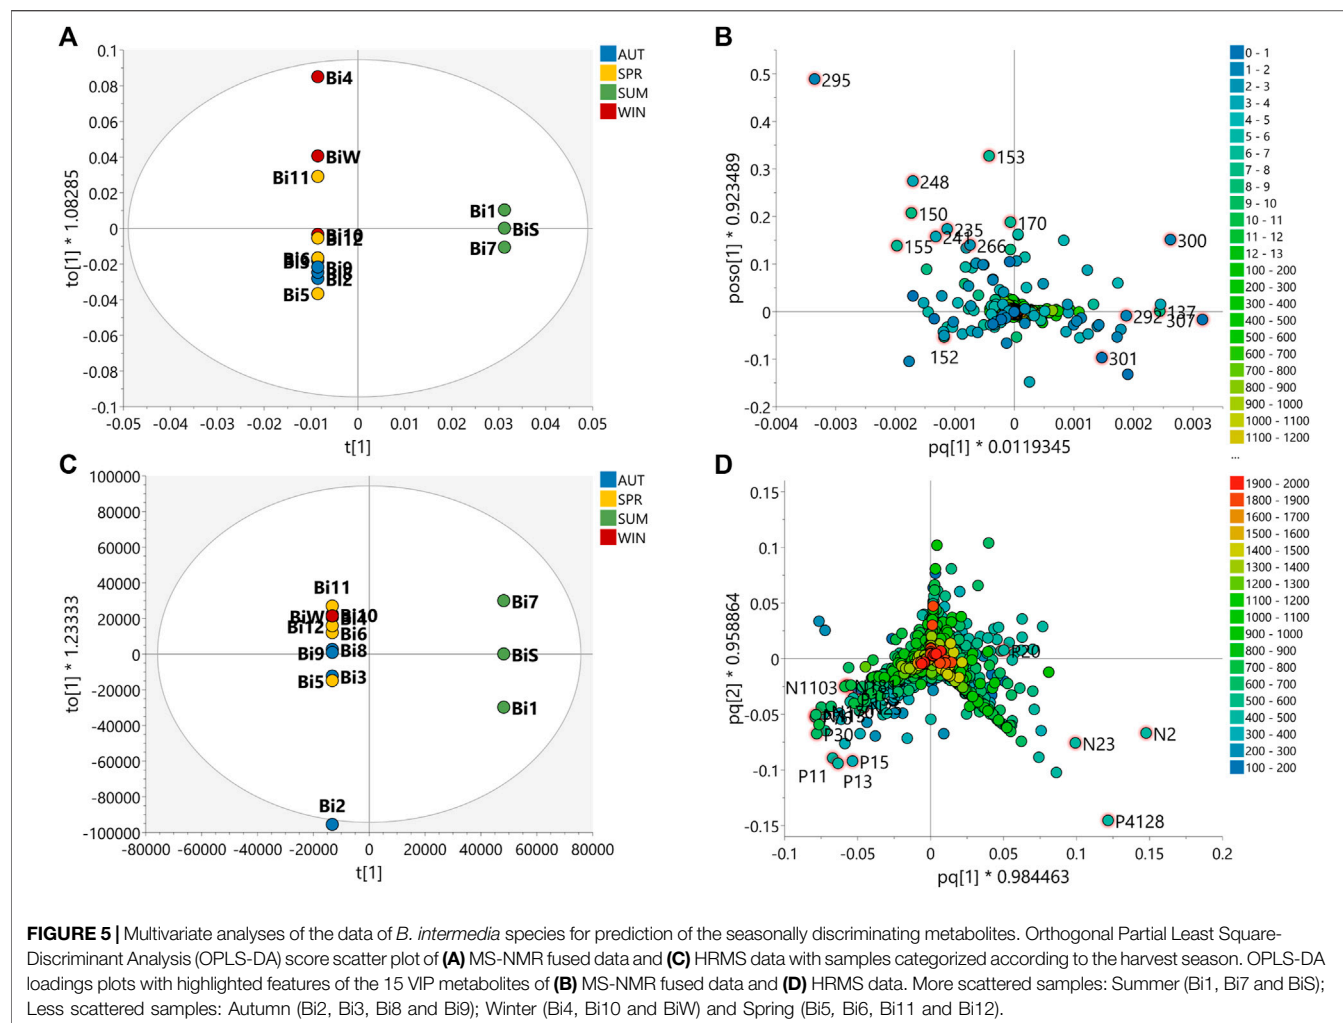 A
0.1
0.08
0.06
0.04
0.02
0
-0.02
-0.04
-0.06
-0.08
-0.1
to[1] * 1.08285
-0.05 -0.04 -0.03 -0.02 -0.01 0 0.01 0.02 0.03 0.04 0.05
t[1]
Bi4
BiW
Bi11
Bi10
Bi12
Bi6
Bi9
Bi8
Bi2
Bi5
Bi1
BiS
Bi7
AUT
SPR
SUM
WIN
B
0.5
0.4
0.3
0.2
0.1
0
-0.1
-0.2
poso[1] * 0.923489
-0.004 -0.003 -0.002 -0.001 0 0.001 0.002 0.003
pq[1] * 0.0119345
295
153
248
150
170
235
241
155
266
300
292
137
307
152
301
0 - 1
1 - 2
2 - 3
3 - 4
4 - 5
5 - 6
6 - 7
7 - 8
8 - 9
9 - 10
10 - 11
11 - 12
12 - 13
100 - 200
200 - 300
300 - 400
400 - 500
500 - 600
600 - 700
700 - 800
800 - 900
900 - 1000
1000 - 1100
1100 - 1200
...
C
100000
80000
60000
40000
20000
0
-20000
-40000
-60000
-80000
-100000
to[1] * 1.23333
-80000 -60000 -40000 -20000 0 20000 40000 60000 80000
t[1]
Bi11
BiW
Bi10
Bi12
Bi6
Bi9
Bi8
Bi5
Bi3
Bi2
Bi7
BiS
Bi1
AUT
SPR
SUM
WIN
D
0.1
0.05
0
-0.05
-0.1
-0.15
pq[2] * 0.958864
-0.1 -0.05 0 0.05 0.1 0.15 0.2
pq[1] * 0.984463
P20
N1103
P30
P15
P11
P13
N23
N2
P4128
1900 - 2000
1800 - 1900
1600 - 1700
1500 - 1600
1400 - 1500
1300 - 1400
1200 - 1300
1100 - 1200
1000 - 1100
900 - 1000
800 - 900
700 - 800
600 - 700
500 - 600
400 - 500
300 - 400
200 - 300
100 - 200
FIGURE 5 | Multivariate analyses of the data of B. intermedia species for prediction of the seasonally discriminating metabolites. Orthogonal Partial Least Square-
Discriminant Analysis (OPLS-DA) score scatter plot of (A) MS-NMR fused data and (C) HRMS data with samples categorized according to the harvest season. OPLS-DA
loadings plots with highlighted features of the 15 VIP metabolites of (B) MS-NMR fused data and (D) HRMS data. More scattered samples: Summer (Bi1, Bi7 and BiS);
Less scattered samples: Autumn (Bi2, Bi3, Bi8 and Bi9); Winter (Bi4, Bi10 and BiW) and Spring (Bi5, Bi6, Bi11 and Bi12).